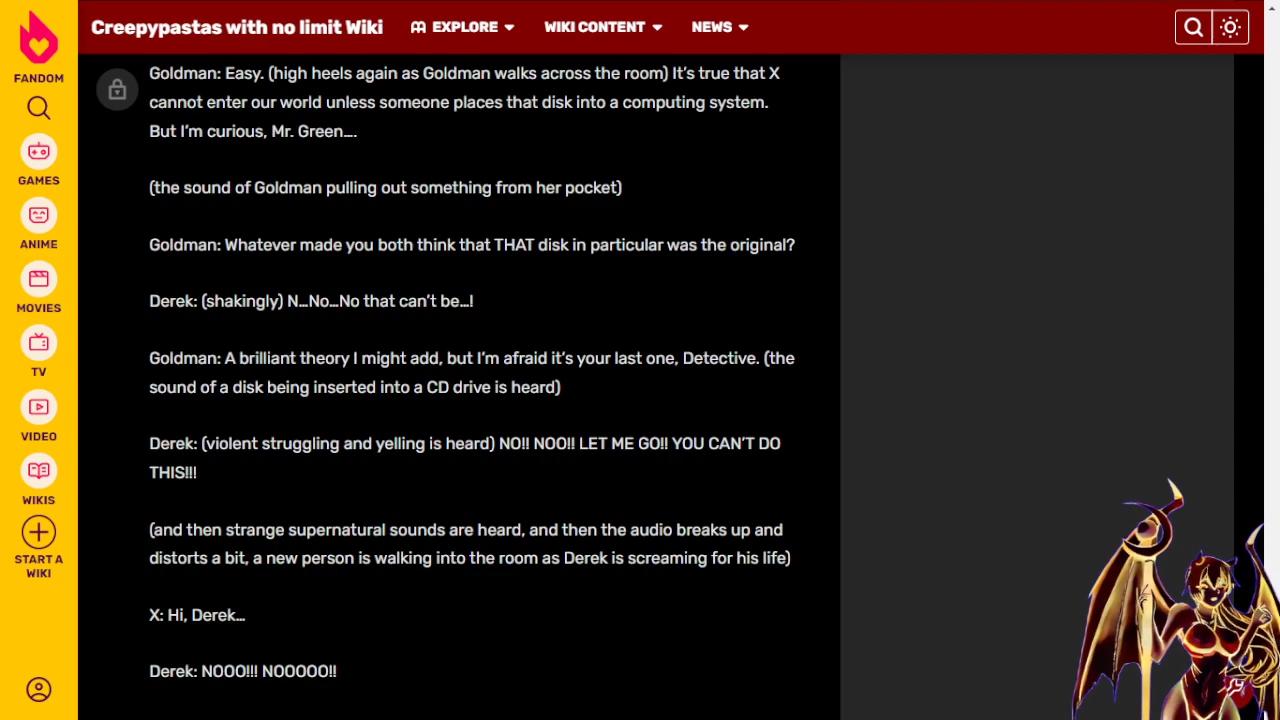 Creepypastas with no limit Wiki
EXPLORE
WIKI CONTENT
NEWS
FANDOM
GAMES
ANIME
MOVIES
TV
VIDEO
WIKIS
START A
WIKI
Goldman: Easy. (high heels again as Goldman walks across the room) It’s true that X
cannot enter our world unless someone places that disk into a computing system.
But I’m curious, Mr. Green….
(the sound of Goldman pulling out something from her pocket)
Goldman: Whatever made you both think that THAT disk in particular was the original?
Derek: (shakingly) N…No…No that can’t be…!
Goldman: A brilliant theory I might add, but I’m afraid it’s your last one, Detective. (the
sound of a disk being inserted into a CD drive is heard)
Derek: (violent struggling and yelling is heard) NO!! NOO!! LET ME GO!! YOU CAN’T DO
THIS!!!
(and then strange supernatural sounds are heard, and then the audio breaks up and
distorts a bit, a new person is walking into the room as Derek is screaming for his life)
X: Hi, Derek…
Derek: NOOO!!! NOOOOO!!